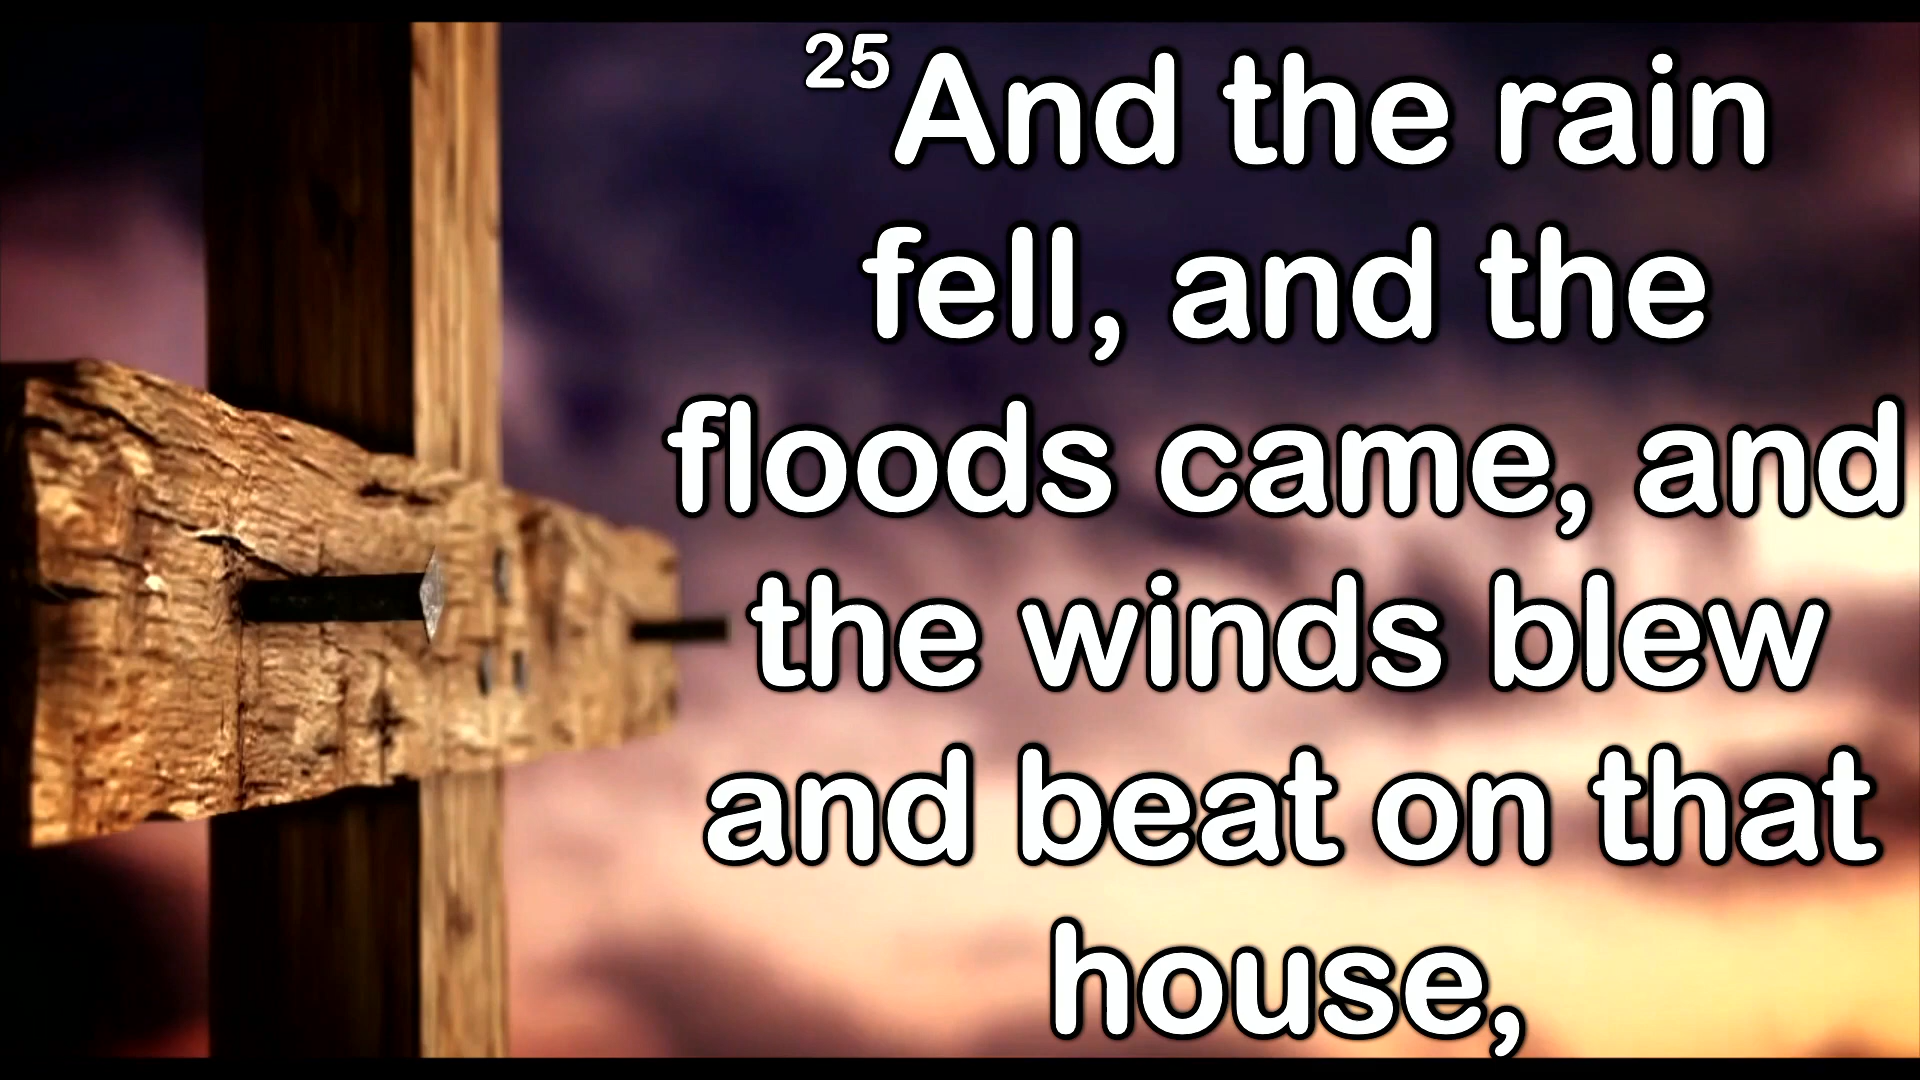 25And the rain
fell, and the
floods came, and
the winds blew
and beat on that
house,